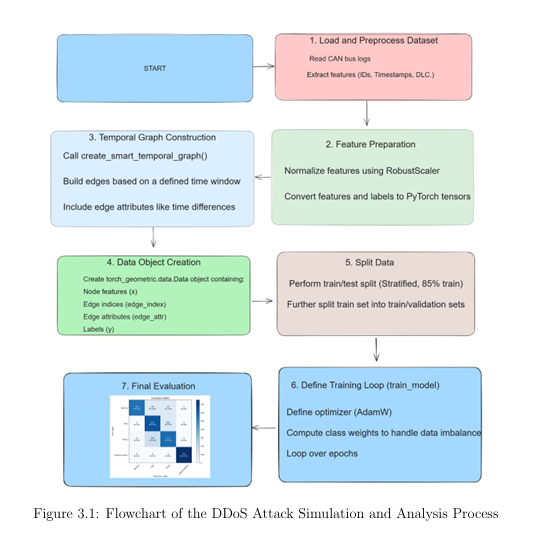 START
1. Load and Preprocess Dataset
Read CAN bus logs
Extract features (IDs, Timestamps, DLC.)
2. Feature Preparation
Normalize features using RobustScaler
Convert features and labels to PyTorch tensors
3. Temporal Graph Construction
Call create_smart_temporal_graph()
Build edges based on a defined time window
Include edge attributes like time differences
4. Data Object Creation
Create torch_geometric.data.Data object containing:
Node features (x)
Edge indices (edge_index)
Edge attributes (edge_attr)
Labels (y)
5. Split Data
Perform train/test split (Stratified, 85% train)
Further split train set into train/validation sets
6. Define Training Loop (train_model)
Define optimizer (AdamW)
Compute class weights to handle data imbalance
Loop over epochs
7. Final Evaluation
Figure 3.1: Flowchart of the DDoS Attack Simulation and Analysis Process